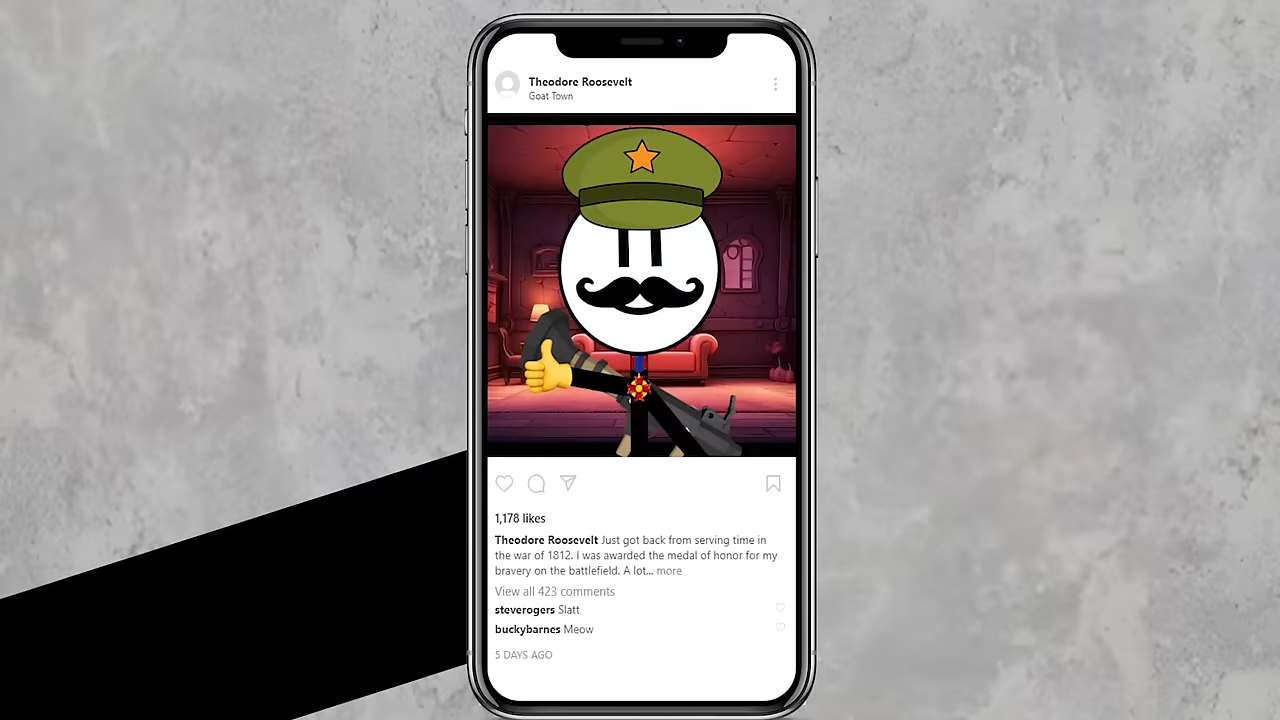 Theodore Roosevelt
Goat Town
1,178 likes
Theodore Roosevelt Just got back from serving time in
the war of 1812. I was awarded the medal of honor for my
bravery on the battlefield. A lot... more
View all 423 comments
steverogers Slatt
buckybarnes Meow
5 DAYS AGO